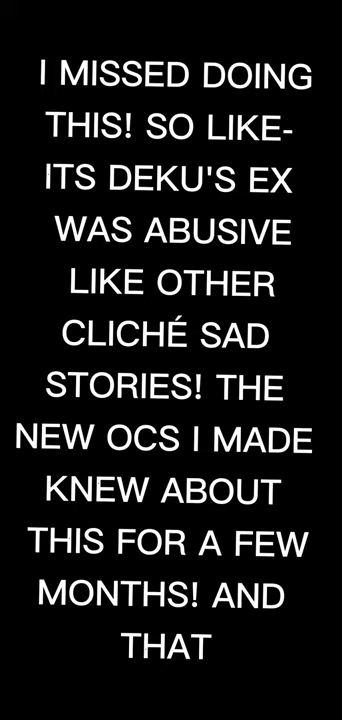 I MISSED DOING
THIS! SO LIKE-
ITS DEKU'S EX
WAS ABUSIVE
LIKE OTHER
CLICHÉ SAD
STORIES! THE
NEW OCS I MADE
KNEW ABOUT
THIS FOR A FEW
MONTHS! AND
THAT